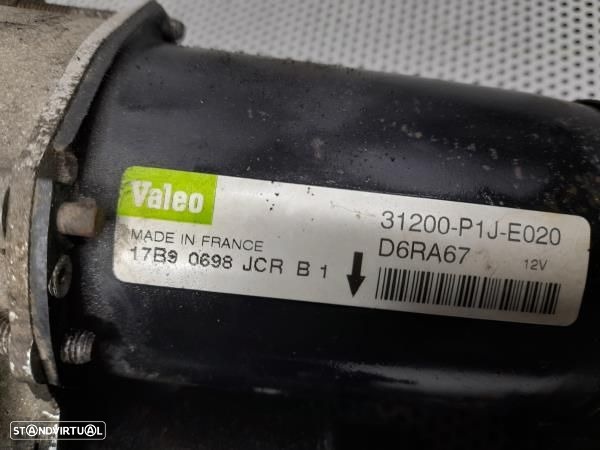 Valeo
MADE IN FRANCE
17B9 0698 JCR B 1
31200-P1J-E020
D6RA67
12V
STANDVIRTUAL